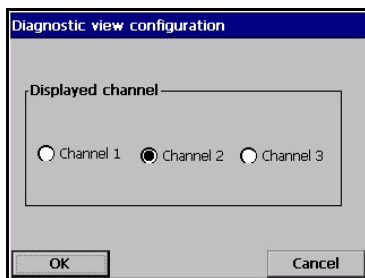 Diagnostic view configuration
Displayed channel
Channel 1 Channel 2 Channel 3
OK Cancel